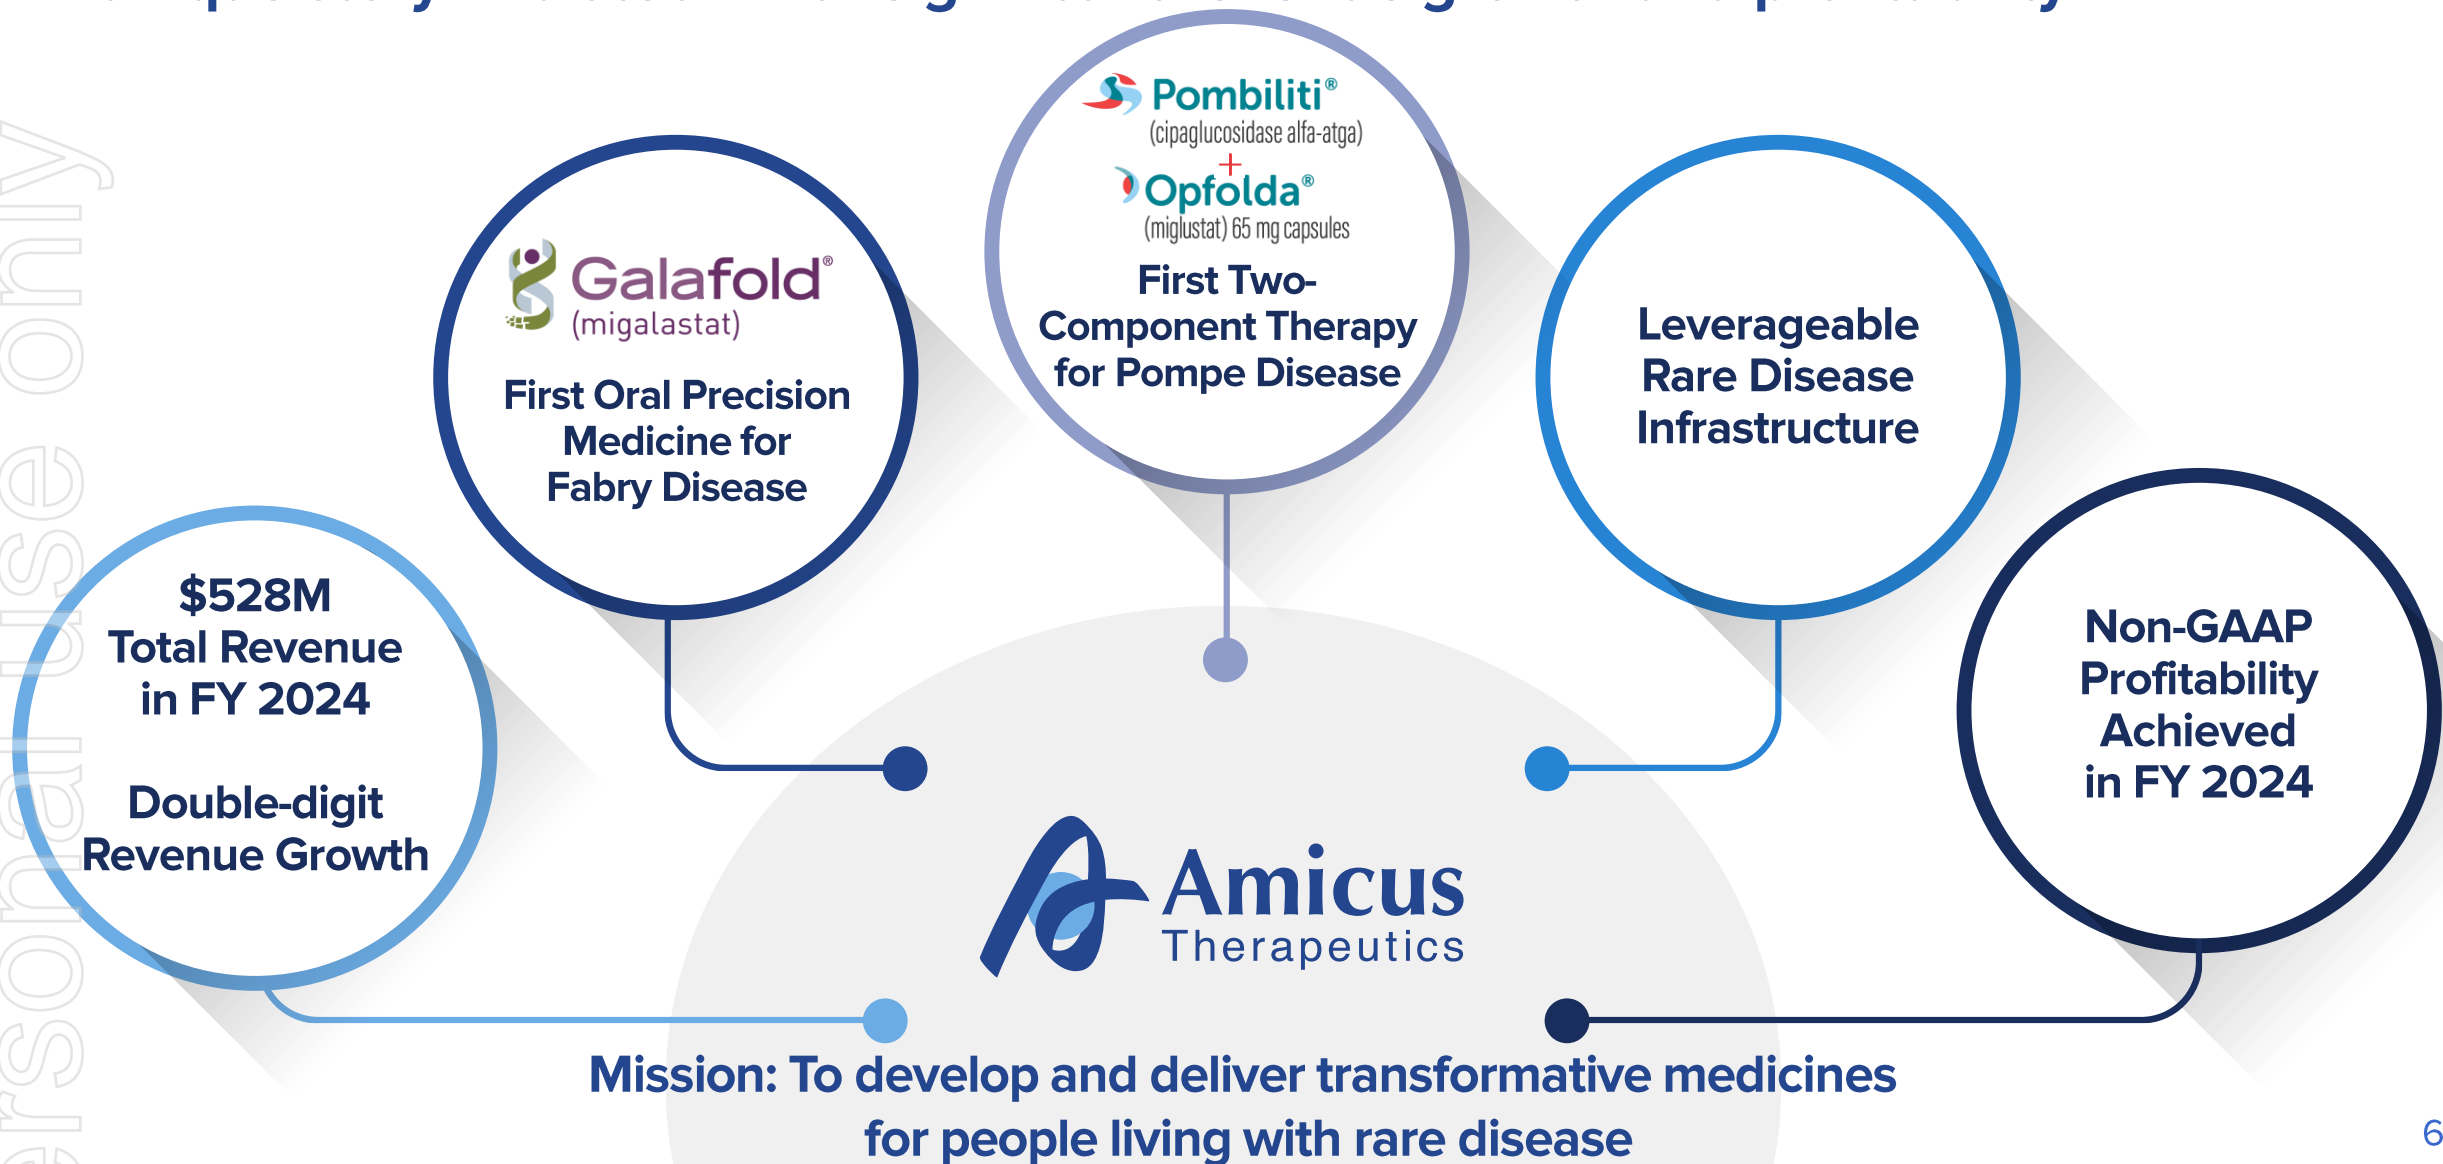 Pombiliti®
(cipaglucosidase alfa-atga)
+
Opfolda®
(miglustat) 65 mg capsules
First Two-
Component Therapy
for Pompe Disease
Galafold®
(migalastat)
First Oral Precision
Medicine for
Fabry Disease
Leverageable
Rare Disease
Infrastructure
$528M
Total Revenue
in FY 2024
Double-digit
Revenue Growth
Non-GAAP
Profitability
Achieved
in FY 2024
Amicus
Therapeutics
Mission: To develop and deliver transformative medicines
for people living with rare disease
6
ersonal use only